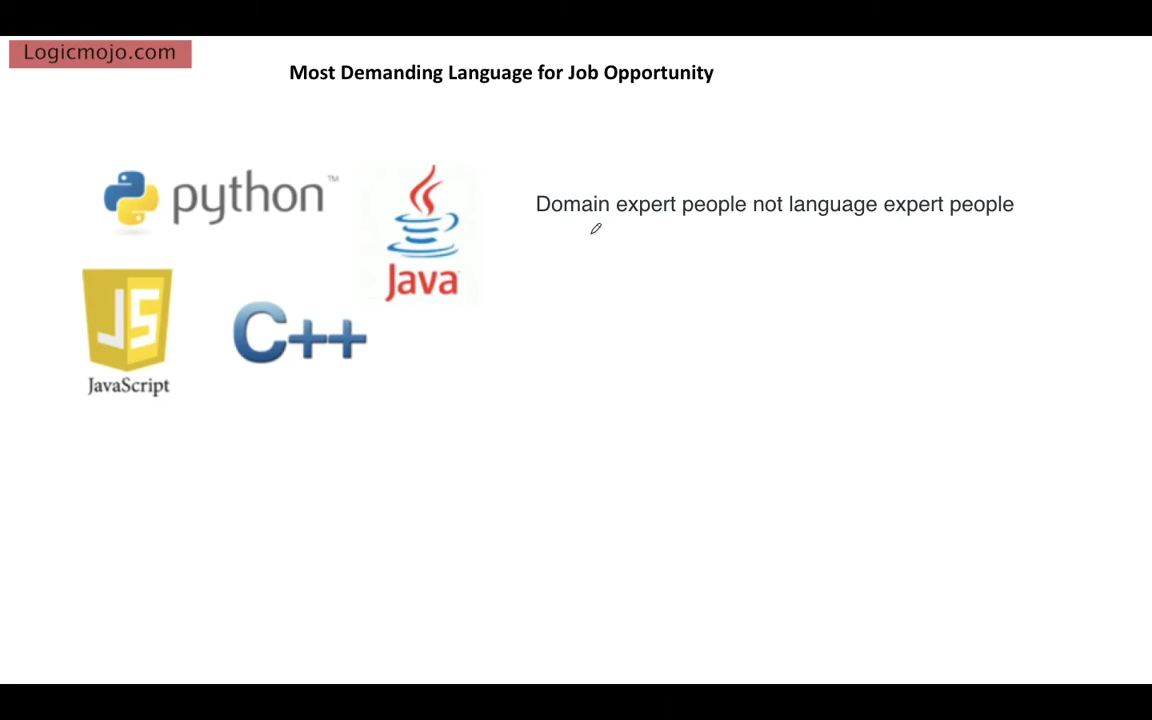 Logicmojo.com
Most Demanding Language for Job Opportunity
python™
Java
Domain expert people not language expert people
JS
JavaScript
C++